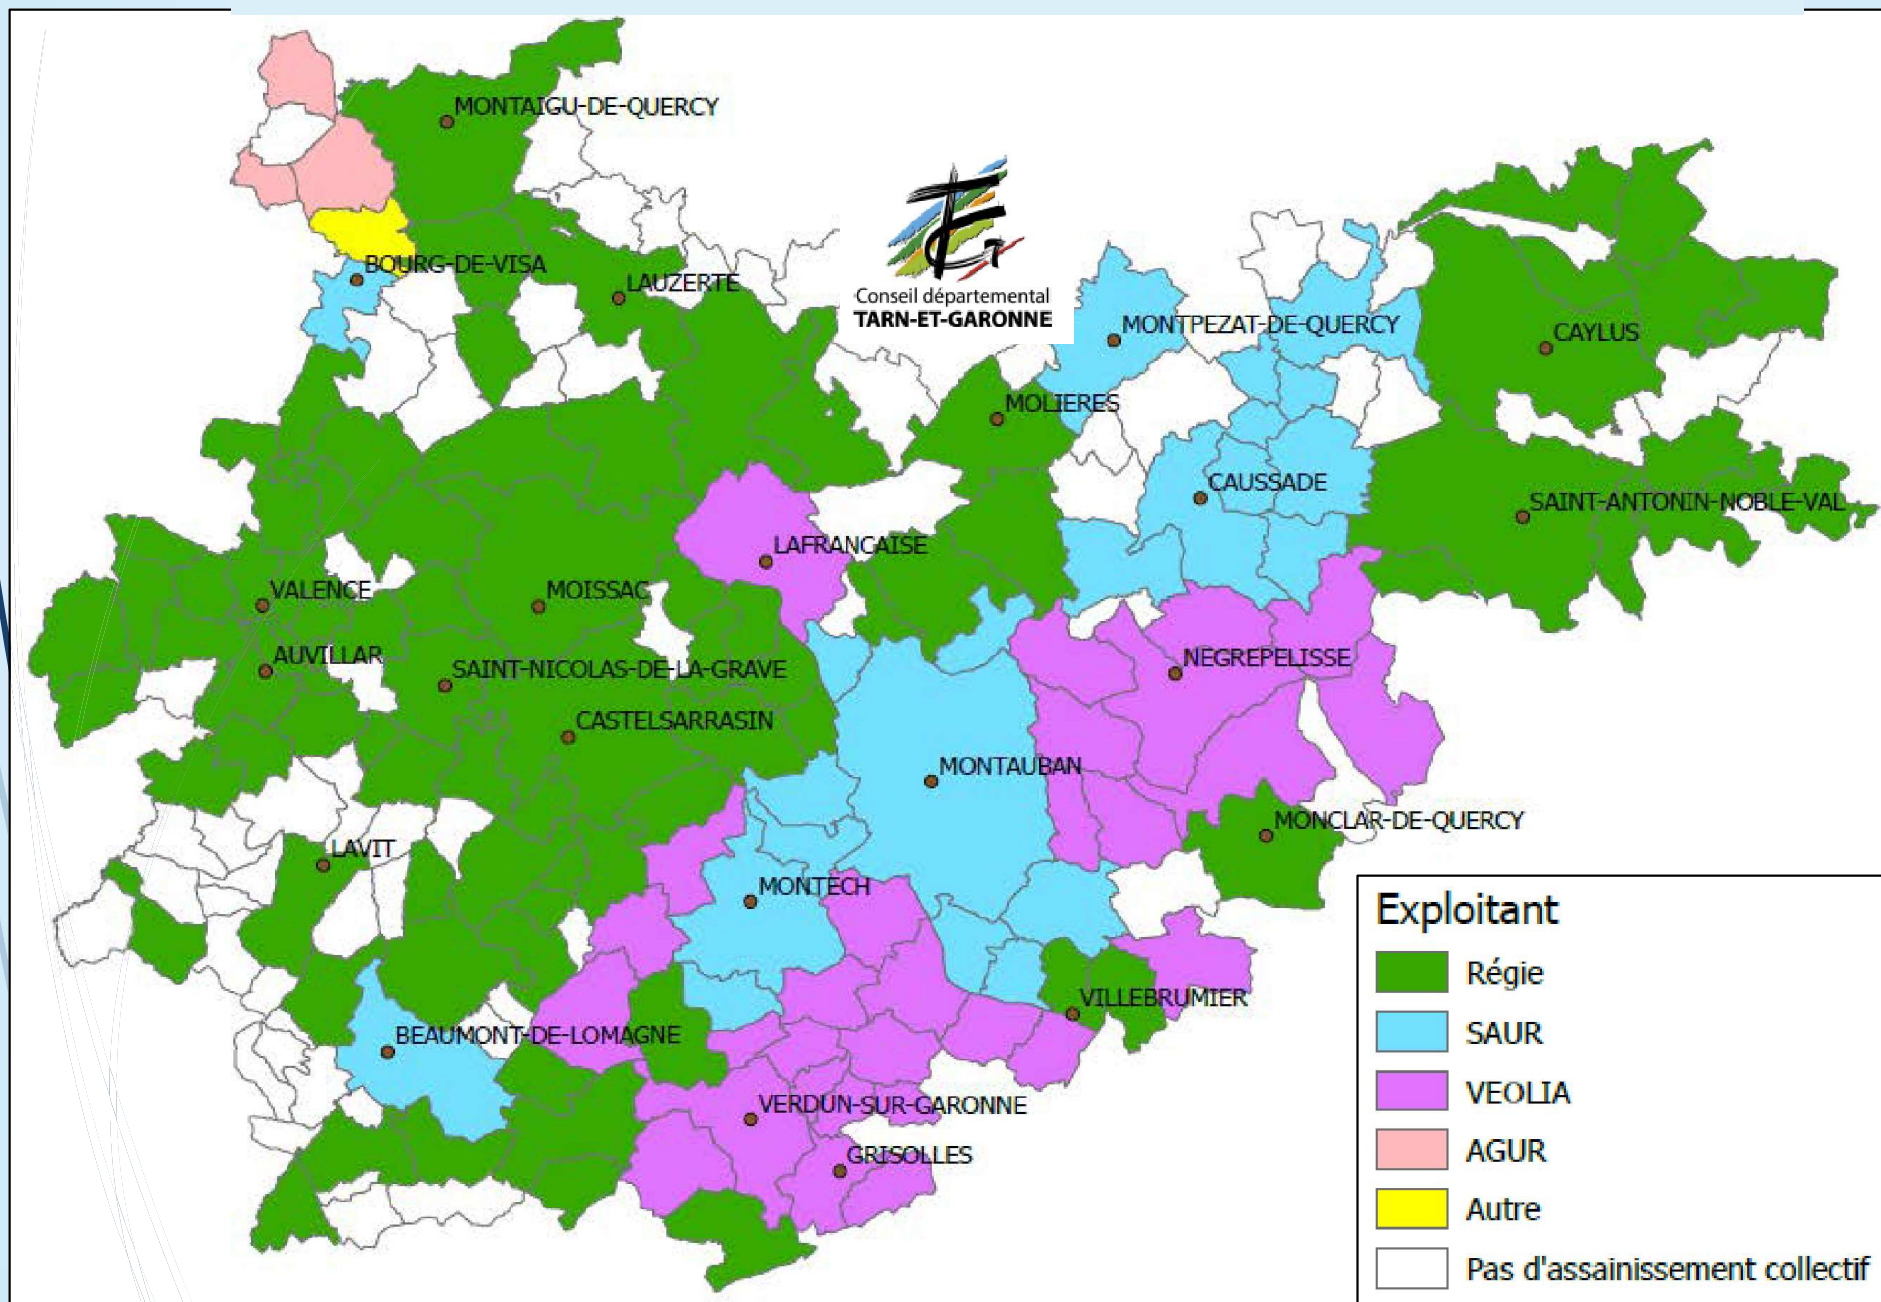 MONTAIGU-DE-QUERCY
BOURG-DE-VISA
LAUZERTE
Conseil départemental
TARN-ET-GARONNE
MONTPEZAT-DE-QUERCY
CAYLUS
MOLIERES
CAUSSADE
SAINT-ANTONIN-NOBLE-VAL
LAFRANCAISE
VALENCE
MOISSAC
AUVILLAR
SAINT-NICOLAS-DE-LA-GRAVE
NEGREPELISSE
CASTELSARRASIN
MONTAUBAN
MONCLAR-DE-QUERCY
LAVIT
MONTECH
VILLEBRUMIER
BEAUMONT-DE-LOMAGNE
VERDUN-SUR-GARONNE
GRISOLLES
Exploitant
Régie
SAUR
VEOLIA
AGUR
Autre
Pas d'assainissement collectif